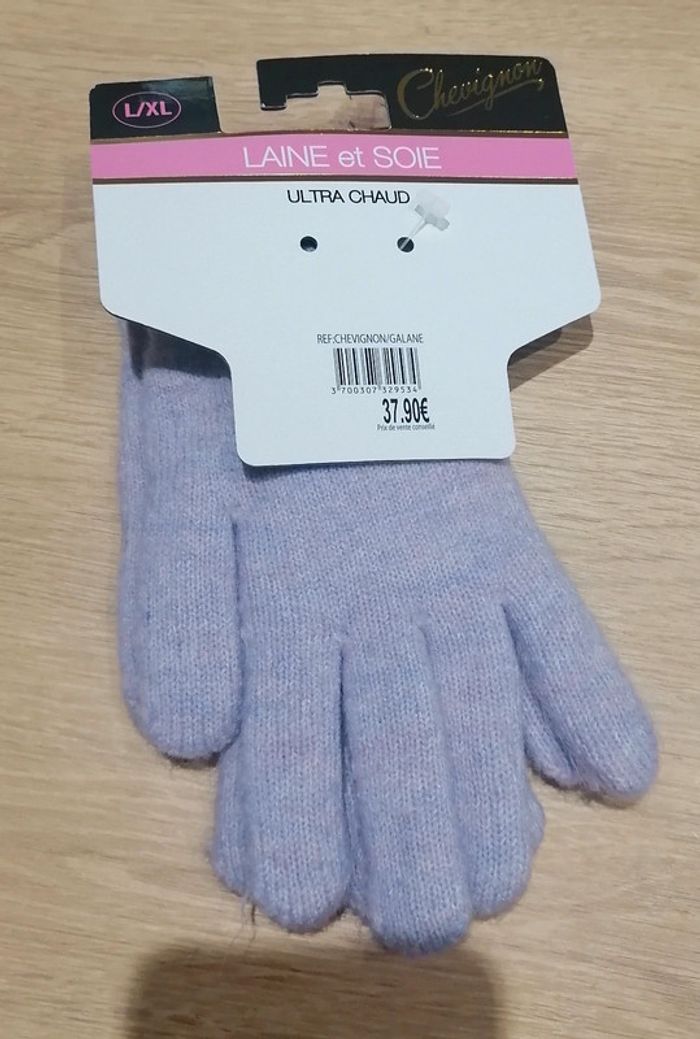 L/XL
Chevignon
LAINE et SOIE
ULTRA CHAUD
REF:CHEVIGNON/GALANE
3 700307 329534
37.90€
Prix de vente conseillé